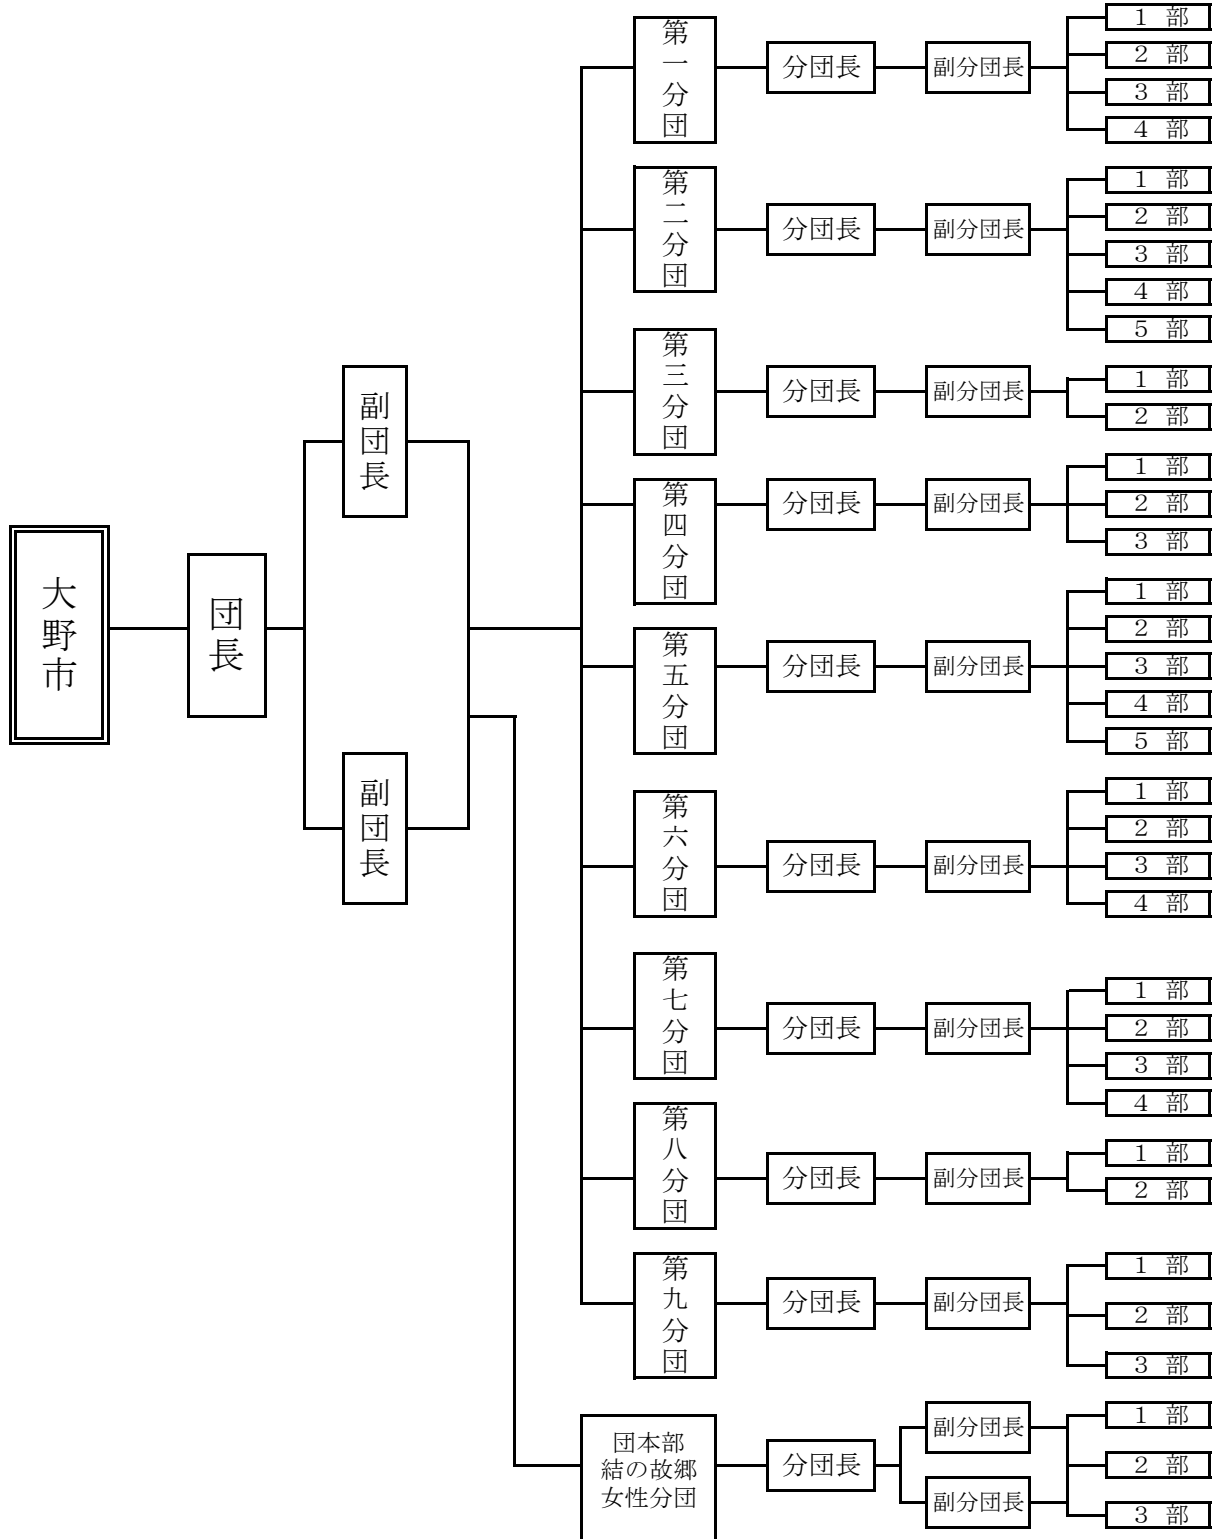 大野市
団長
副団長
副団長
第一分団
分団長
副分団長
１ 部
２ 部
３ 部
４ 部
第二分団
分団長
副分団長
１ 部
２ 部
３ 部
４ 部
５ 部
第三分団
分団長
副分団長
１ 部
２ 部
第四分団
分団長
副分団長
１ 部
２ 部
３ 部
第五分団
分団長
副分団長
１ 部
２ 部
３ 部
４ 部
５ 部
第六分団
分団長
副分団長
１ 部
２ 部
３ 部
４ 部
第七分団
分団長
副分団長
１ 部
２ 部
３ 部
４ 部
第八分団
分団長
副分団長
１ 部
２ 部
第九分団
分団長
副分団長
１ 部
２ 部
３ 部
団本部
結の故郷
女性分団
分団長
副分団長
副分団長
１ 部
２ 部
３ 部